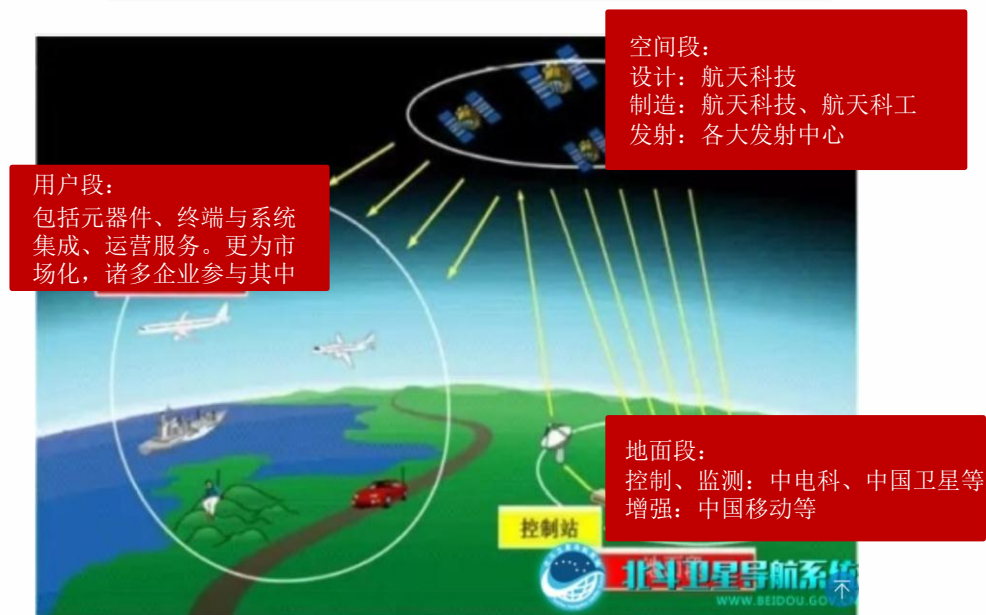 空间段：
设计：航天科技
制造：航天科技、航天科工
发射：各大发射中心
用户段：
包括元器件、终端与系统
集成、运营服务。更为市
场化，诸多企业参与其中
地面段：
控制、监测：中电科、中国卫星等
增强：中国移动等
控制站
北斗卫星导航系统
WWW.BEIDOU.GOV.CN